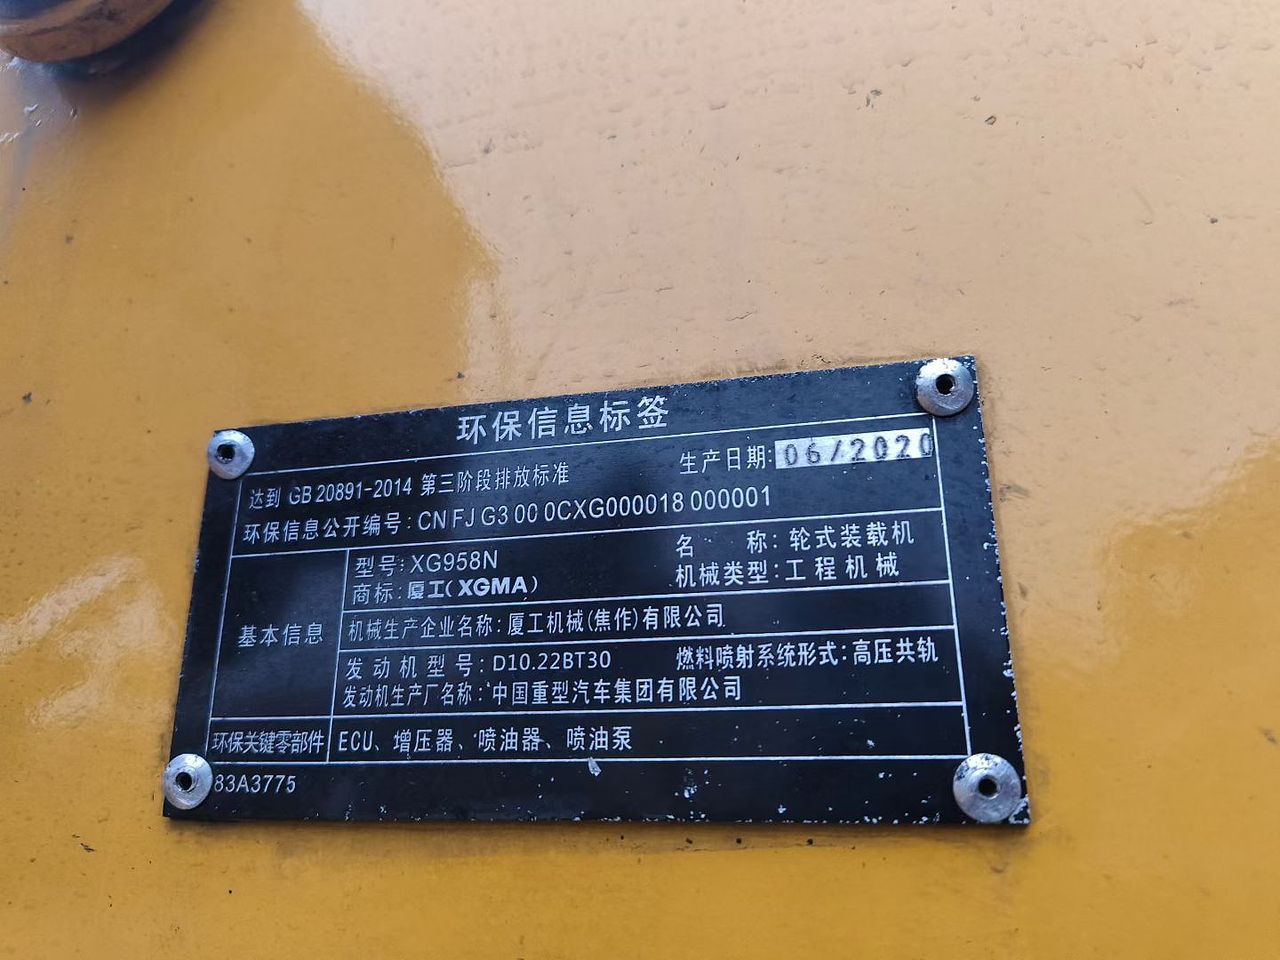 环保信息标签
达到 GB 20891-2014 第三阶段排放标准 生产日期: 06/2020
环保信息公开编号: CN FJ G3 00 0CXG000018 000001
基本信息
型号: XG958N 名 称: 轮式装载机
商标: 厦工(XGMA) 机械类型: 工程机械
机械生产企业名称: 厦工机械(焦作)有限公司
发动机型号: D10.22BT30 燃料喷射系统形式: 高压共轨
发动机生产厂名称: 中国重型汽车集团有限公司
环保关键零部件 ECU、增压器、喷油器、喷油泵
83A3775